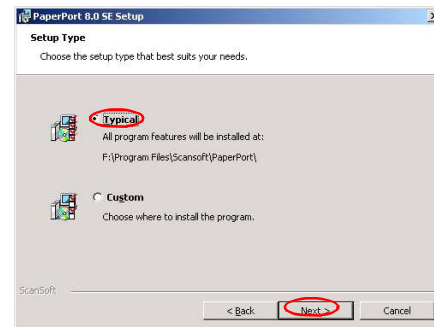 PaperPort 8.0 SE Setup
Setup Type
Choose the setup type that best suits your needs.
Typical
All program features will be installed at:
F:\Program Files\Scansoft\PaperPort\
Custom
Choose where to install the program.
ScanSoft
< Back Next > Cancel